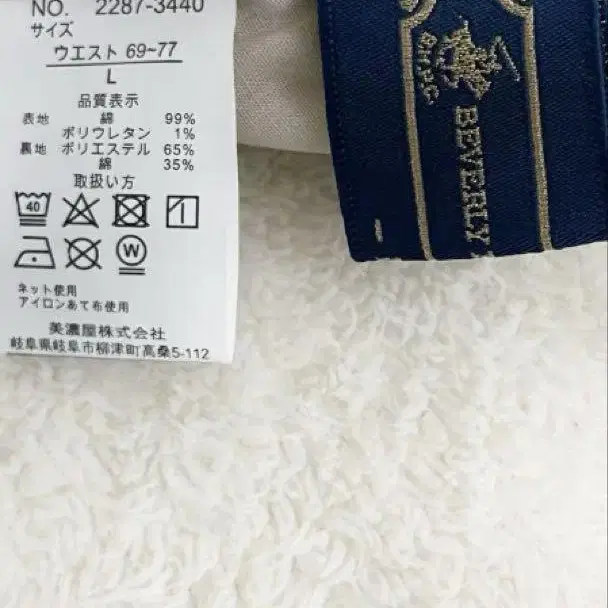 NO. 2287-3440
サイズ
ウエスト 69~77
L
品質表示
表地 綿 99%
ポリウレタン 1%
裏地 ポリエステル 65%
綿 35%
取扱い方
40
W
ネット使用
アイロンあて布使用
美濃屋株式会社
岐阜県岐阜市柳津町高桑5-112
BEVERLY